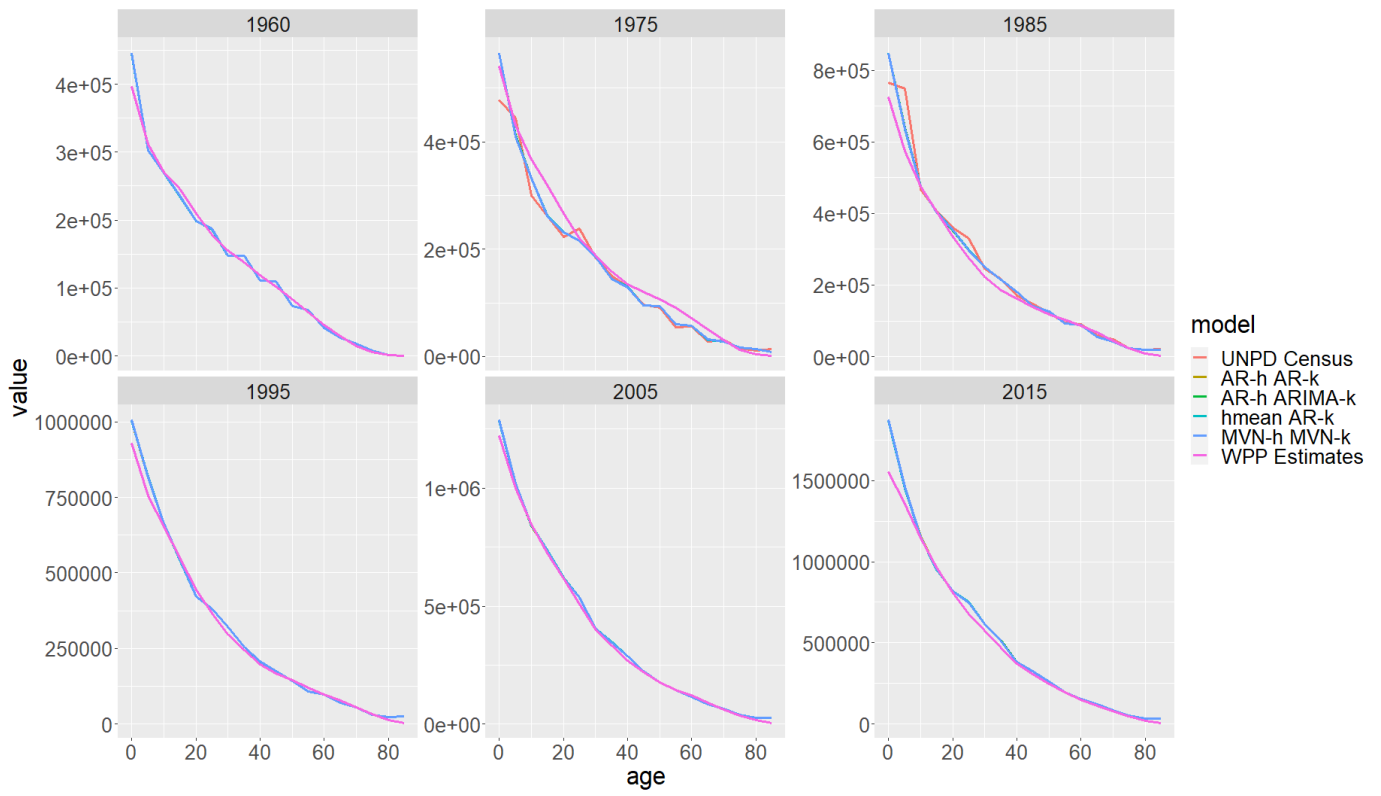 1960
1975
1985
4e+05
3e+05
2e+05
1e+05
0e+00
4e+05
2e+05
0e+00
8e+05
6e+05
4e+05
2e+05
0e+00
value
1995
2005
2015
1000000
750000
500000
250000
0
1e+06
5e+05
0e+00
1500000
1000000
500000
0
0 20 40 60 80
0 20 40 60 80
0 20 40 60 80
age
model
UNPD Census
AR-h AR-k
AR-h ARIMA-k
hmean AR-k
MVN-h MVN-k
WPP Estimates